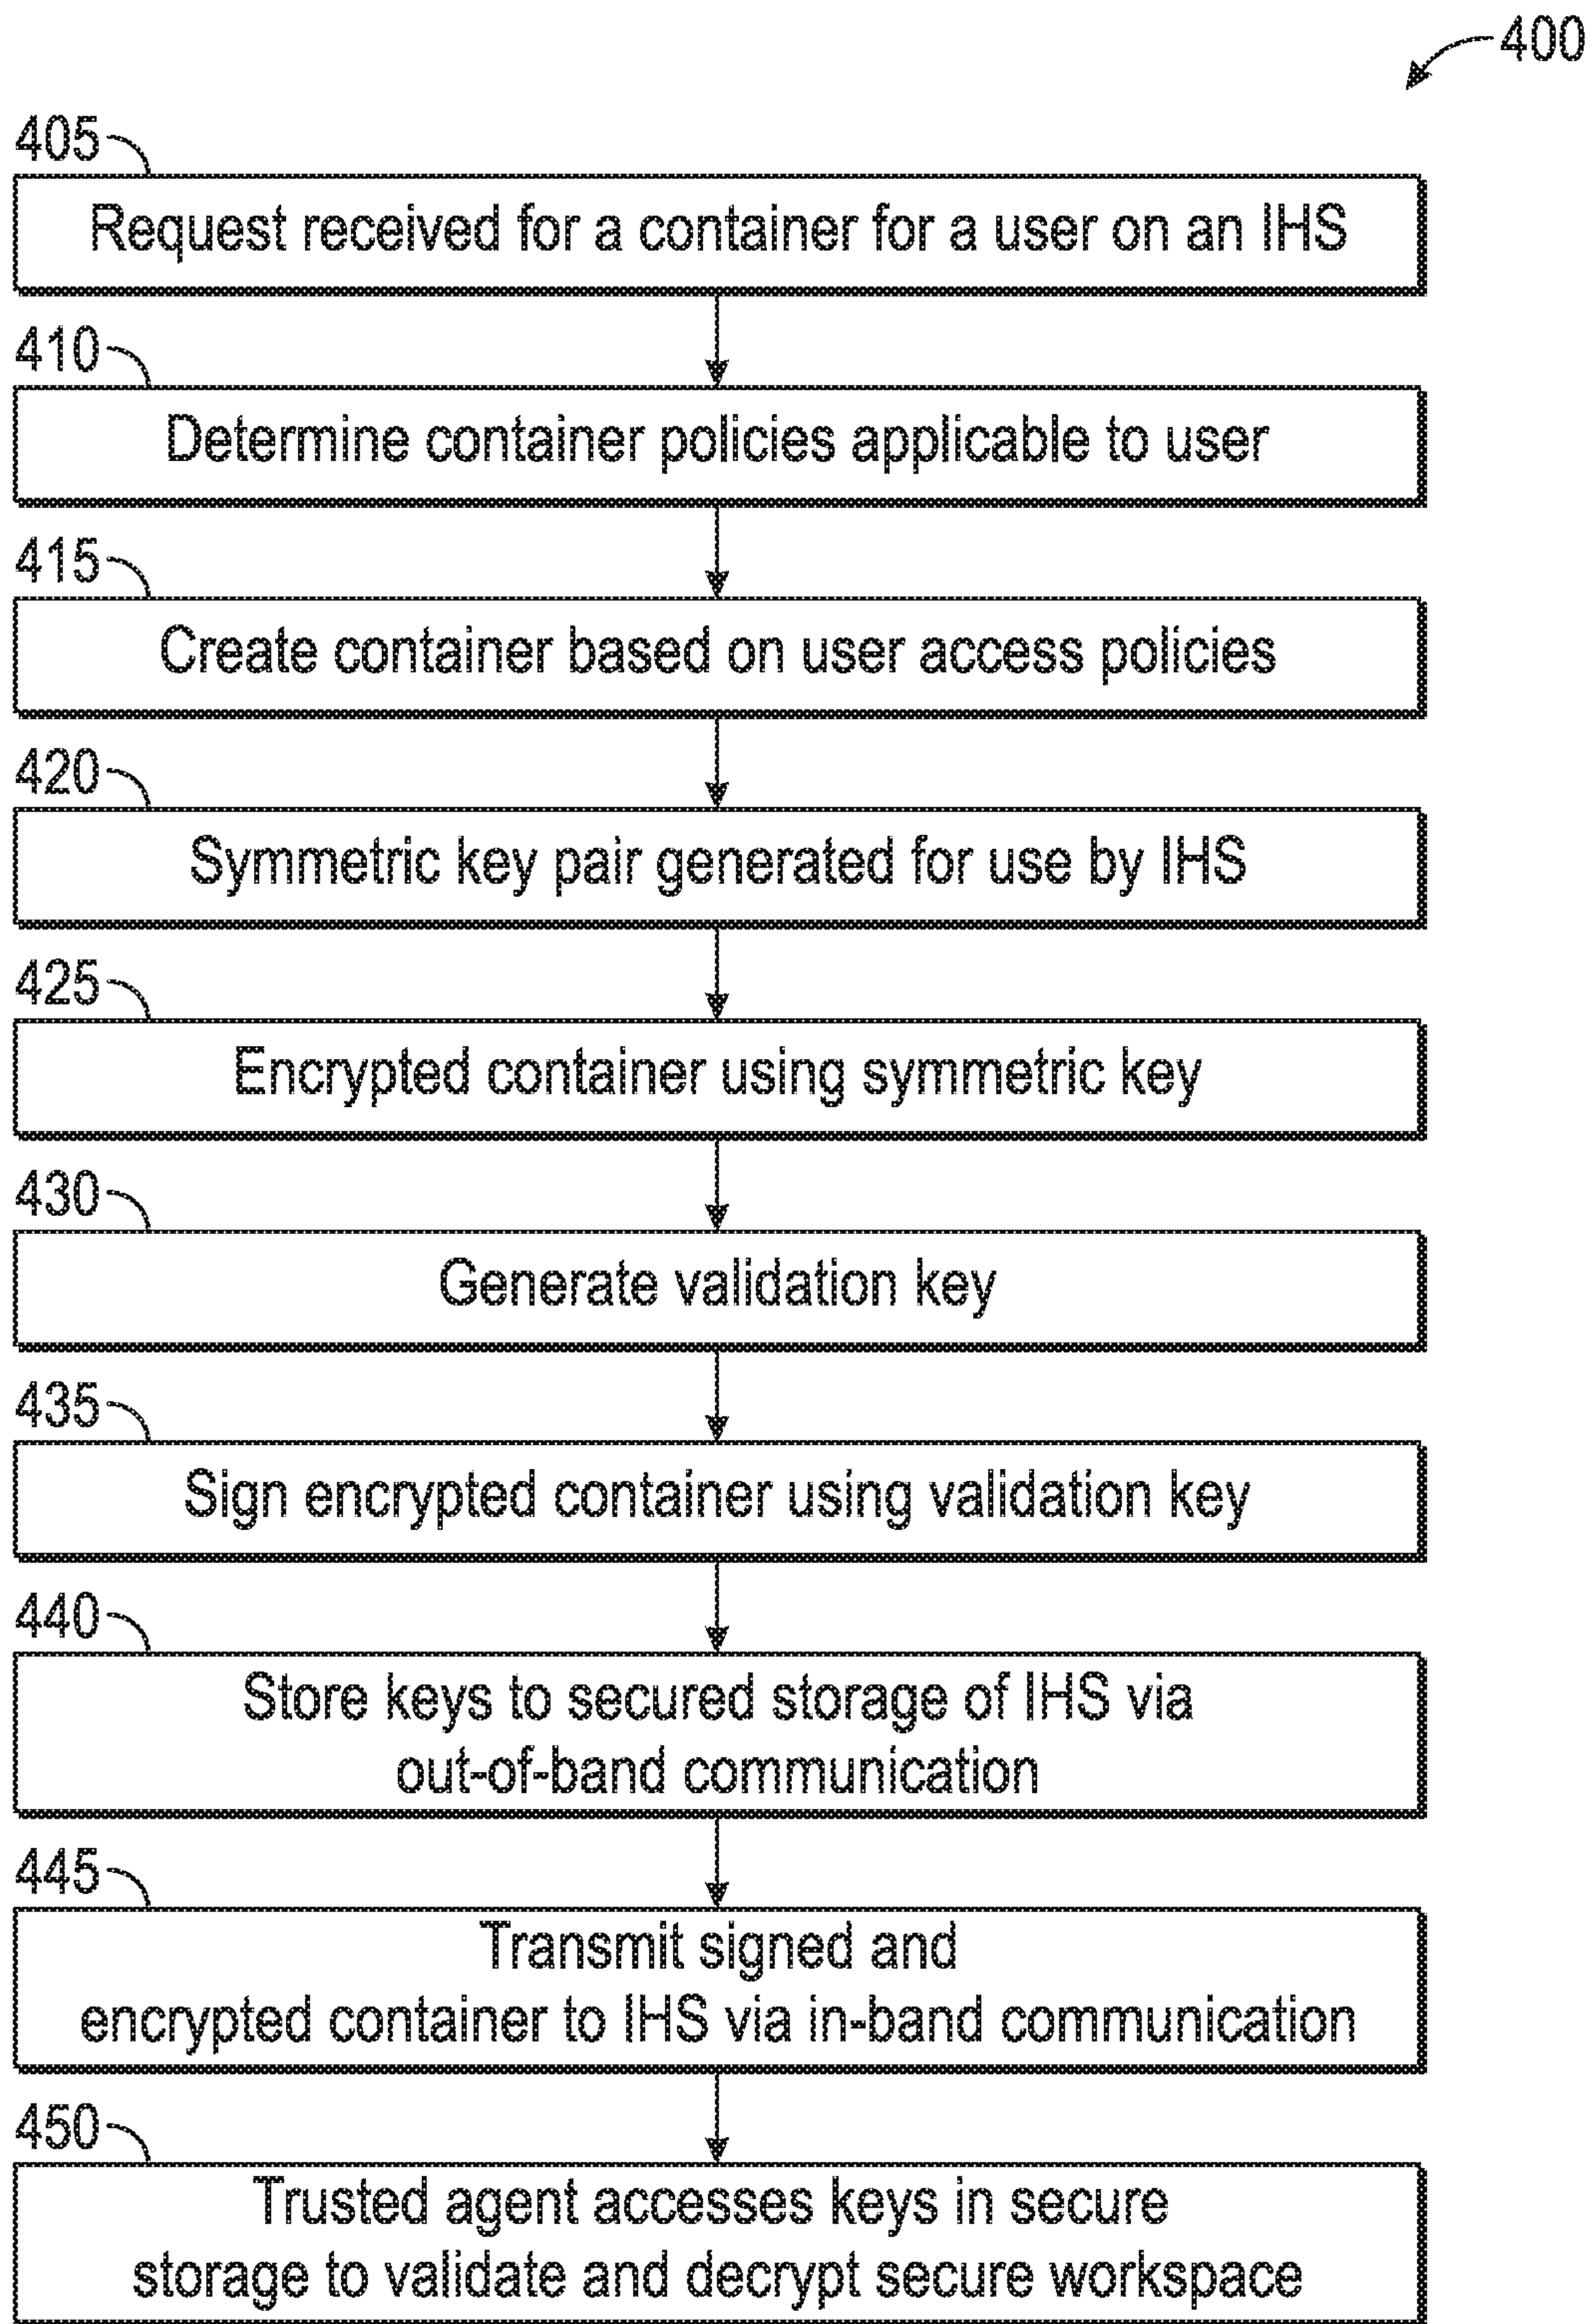 400
405
Request received for a container for a user on an IHS
410
Determine container policies applicable to user
415
Create container based on user access policies
420
Symmetric key pair generated for use by IHS
425
Encrypted container using symmetric key
430
Generate validation key
435
Sign encrypted container using validation key
440
Store keys to secured storage of IHS via
out-of-band communication
445
Transmit signed and
encrypted container to IHS via in-band communication
450
Trusted agent accesses keys in secure
storage to validate and decrypt secure workspace